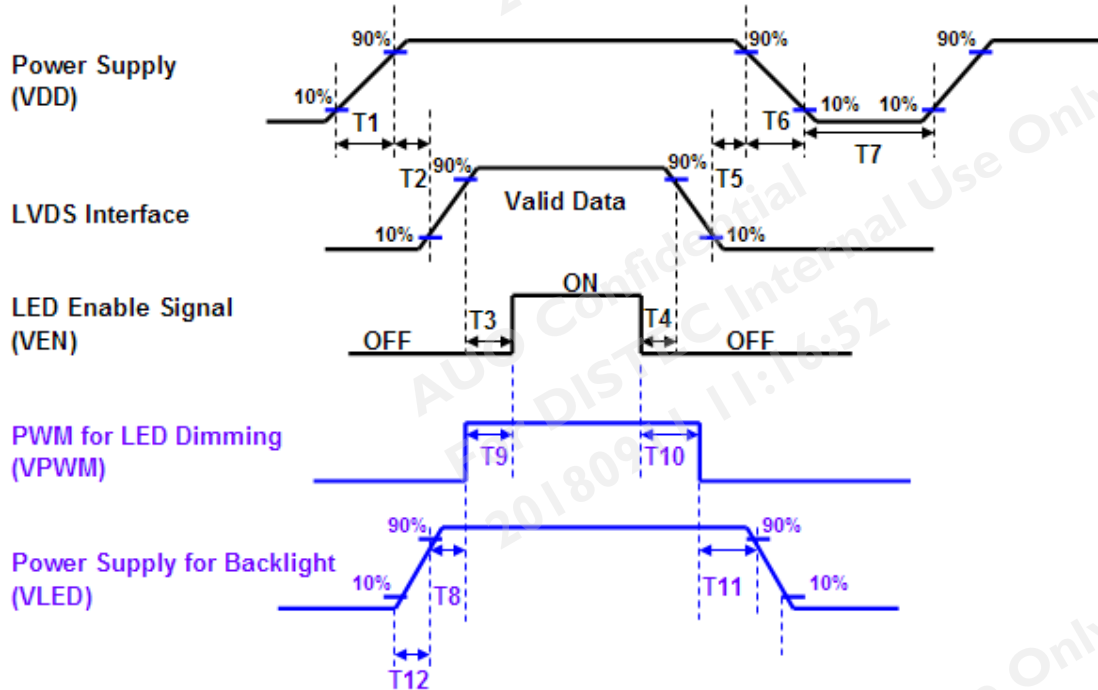 Power Supply
(VDD)
90%
10%
T1
T2
90%
10%
T6
10%
T7
90%
10%
LVDS Interface
90%
10%
Valid Data
90%
T5
10%
LED Enable Signal
(VEN)
OFF
T3
ON
T4
OFF
PWM for LED Dimming
(VPWM)
T9
T10
Power Supply for Backlight
(VLED)
90%
10%
T8
T12
T11
90%
10%
AUO Confidential
DISTEC Internal Use Only
11:16:52
Only